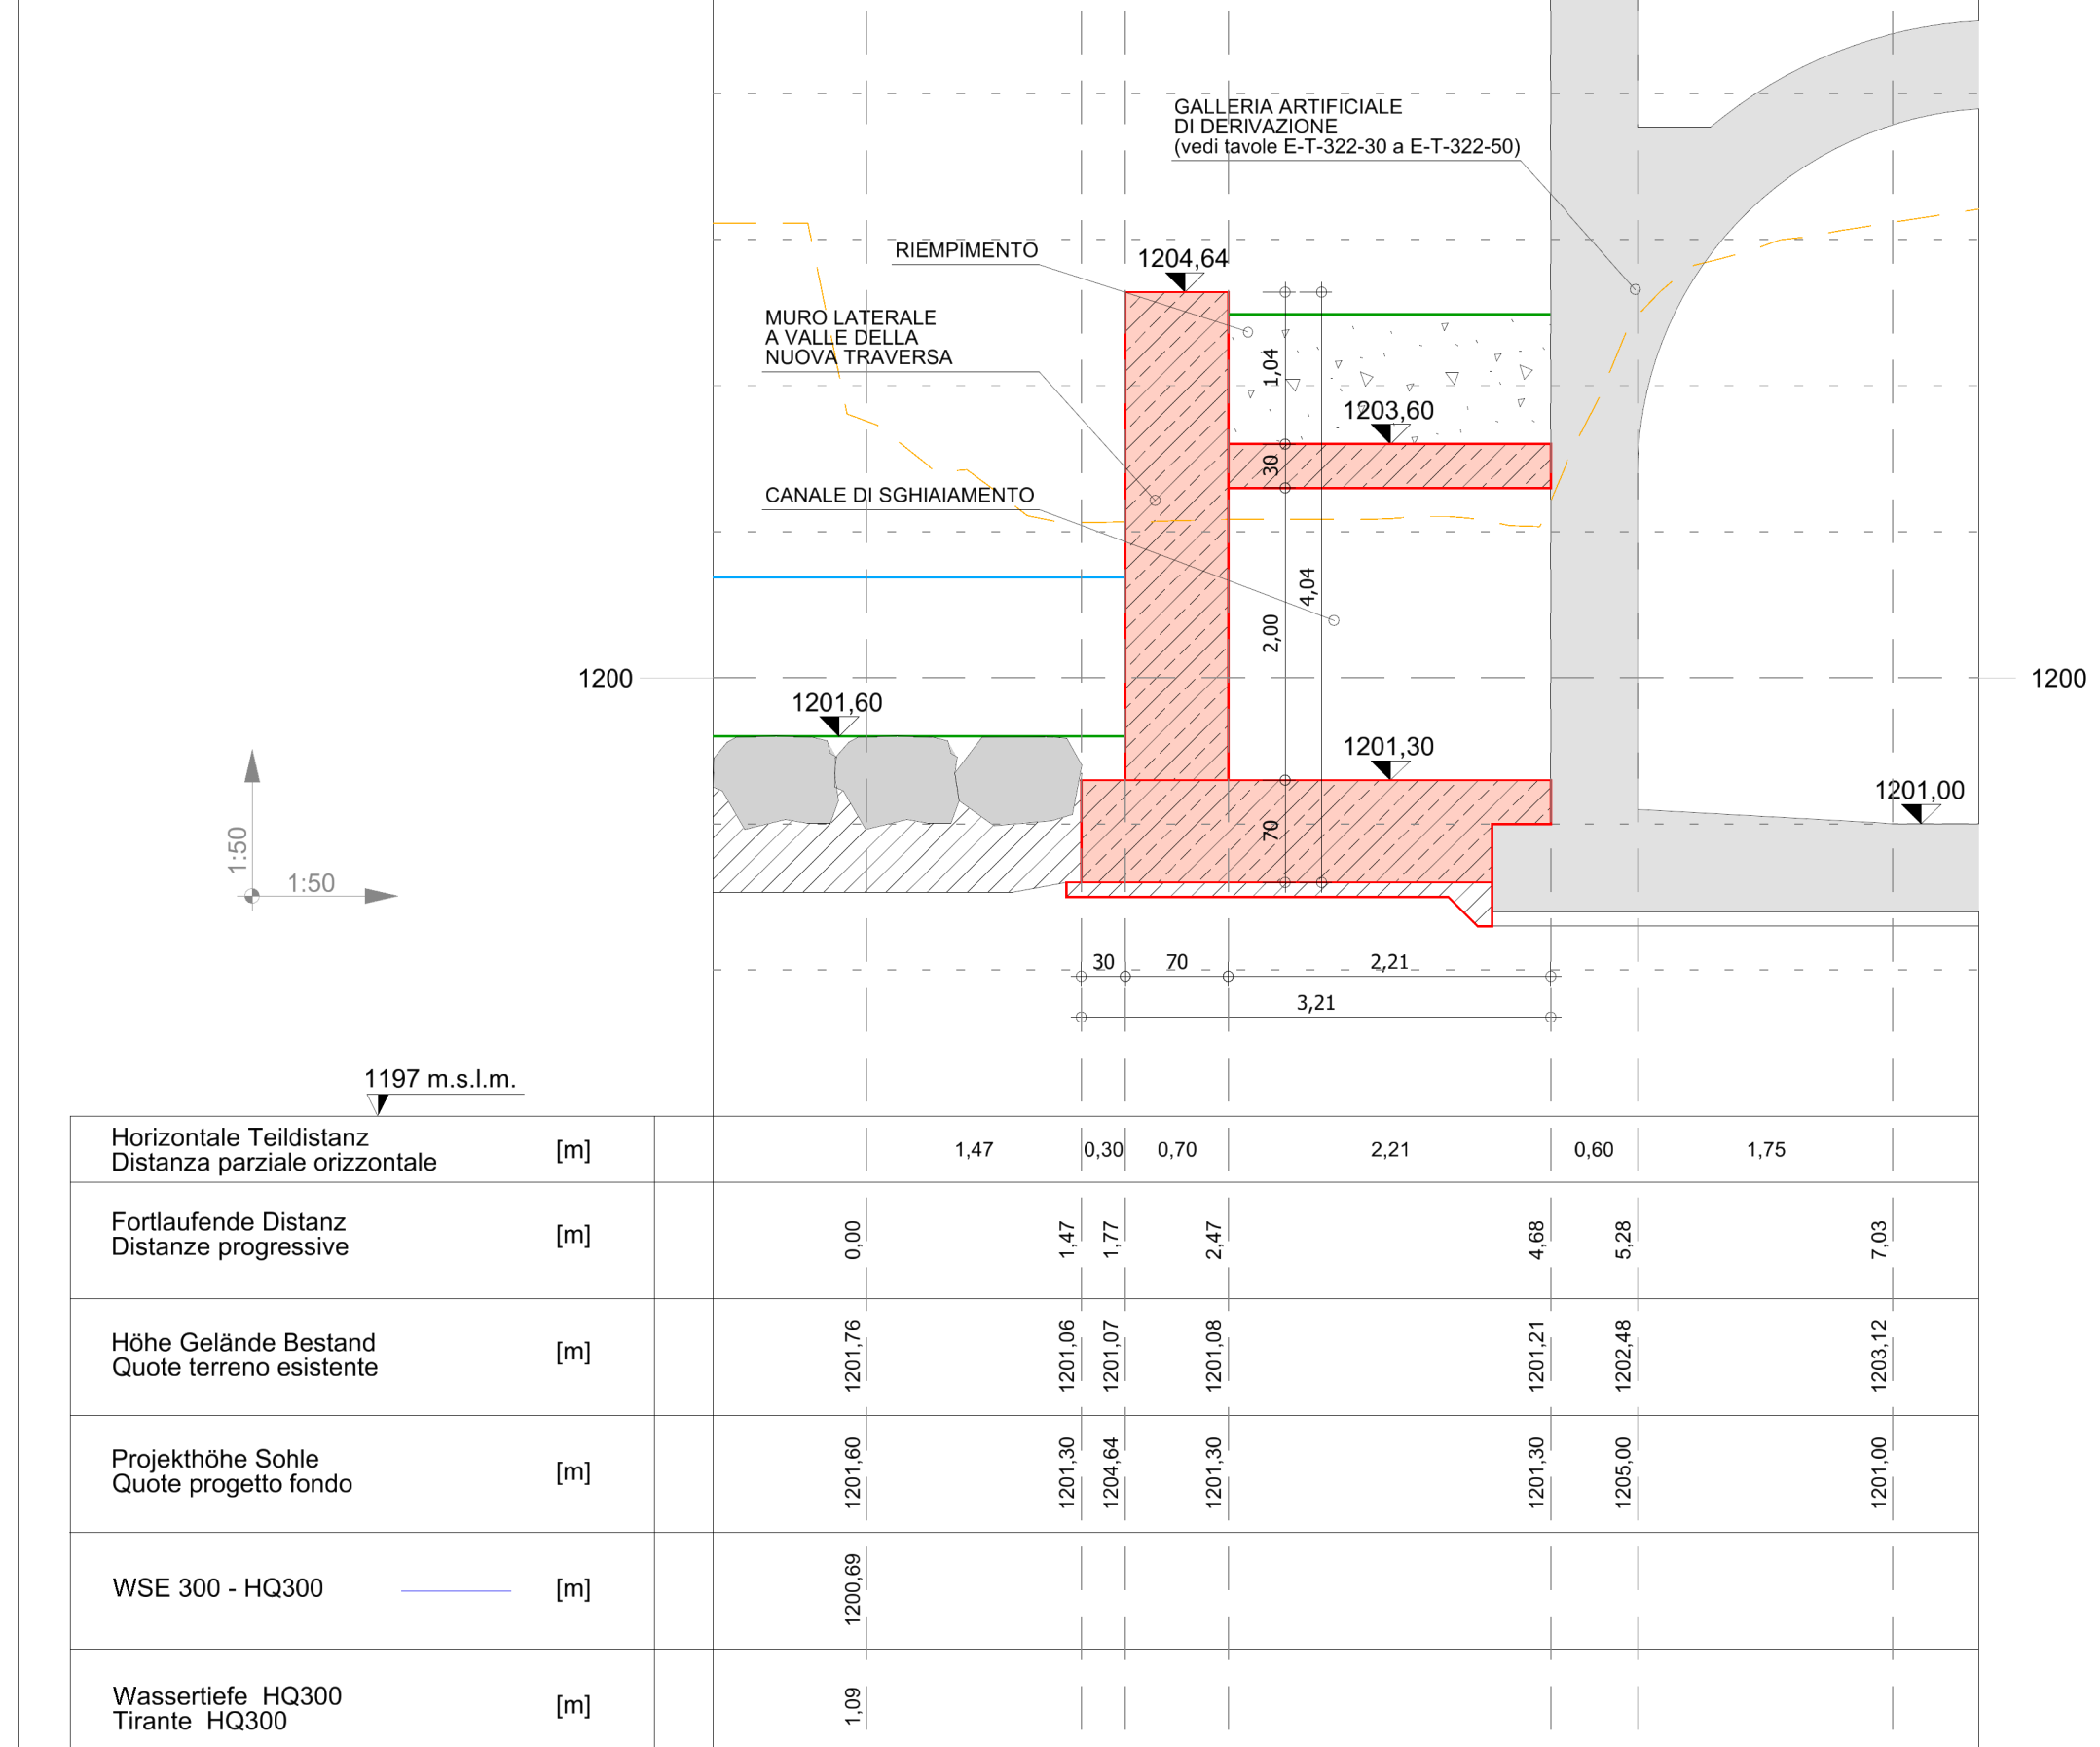 GALLERIA ARTIFICIALE
DI DERIVAZIONE
(vedi tavole E-T-322-30 a E-T-322-50)
RIEMPIMENTO
1204,64
MURO LATERALE
A VALLE DELLA
NUOVA TRAVERSA
1,04
1203,60
30
CANALE DI SGHIAIAMENTO
4,04
2,00
1200
1200
1201,60
1201,30
1201,00
70
1:50
1:50
30
70
2,21
3,21
1197 m.s.l.m.
Horizontale Teildistanz
Distanza parziale orizzontale
[m]
1,47
0,30
0,70
2,21
0,60
1,75
Fortlaufende Distanz
Distanze progressive
[m]
0,00
1,47
1,77
2,47
4,68
5,28
7,03
Höhe Gelände Bestand
Quote terreno esistente
[m]
1201,76
1201,06
1201,07
1201,08
1201,21
1202,48
1203,12
Projekthöhe Sohle
Quote progetto fondo
[m]
1201,60
1201,30
1204,64
1201,30
1201,30
1205,00
1201,00
WSE 300 - HQ300
[m]
1200,69
Wassertiefe HQ300
Tirante HQ300
[m]
1,09